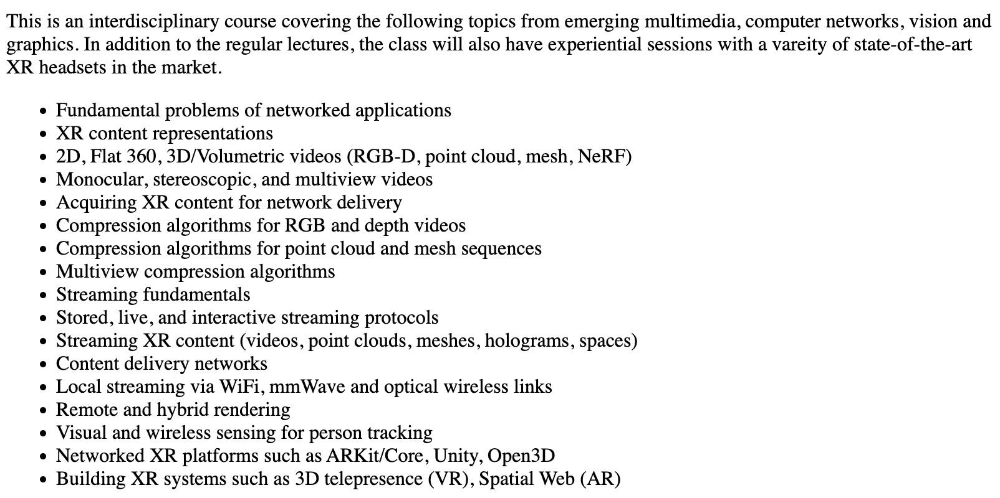 This is an interdisciplinary course covering the following topics from emerging multimedia, computer networks, vision and
graphics. In addition to the regular lectures, the class will also have experiential sessions with a vareity of state-of-the-art
XR headsets in the market.
• Fundamental problems of networked applications
• XR content representations
• 2D, Flat 360, 3D/Volumetric videos (RGB-D, point cloud, mesh, NeRF)
• Monocular, stereoscopic, and multiview videos
• Acquiring XR content for network delivery
• Compression algorithms for RGB and depth videos
• Compression algorithms for point cloud and mesh sequences
• Multiview compression algorithms
• Streaming fundamentals
• Stored, live, and interactive streaming protocols
• Streaming XR content (videos, point clouds, meshes, holograms, spaces)
• Content delivery networks
• Local streaming via WiFi, mmWave and optical wireless links
• Remote and hybrid rendering
• Visual and wireless sensing for person tracking
• Networked XR platforms such as ARKit/Core, Unity, Open3D
• Building XR systems such as 3D telepresence (VR), Spatial Web (AR)